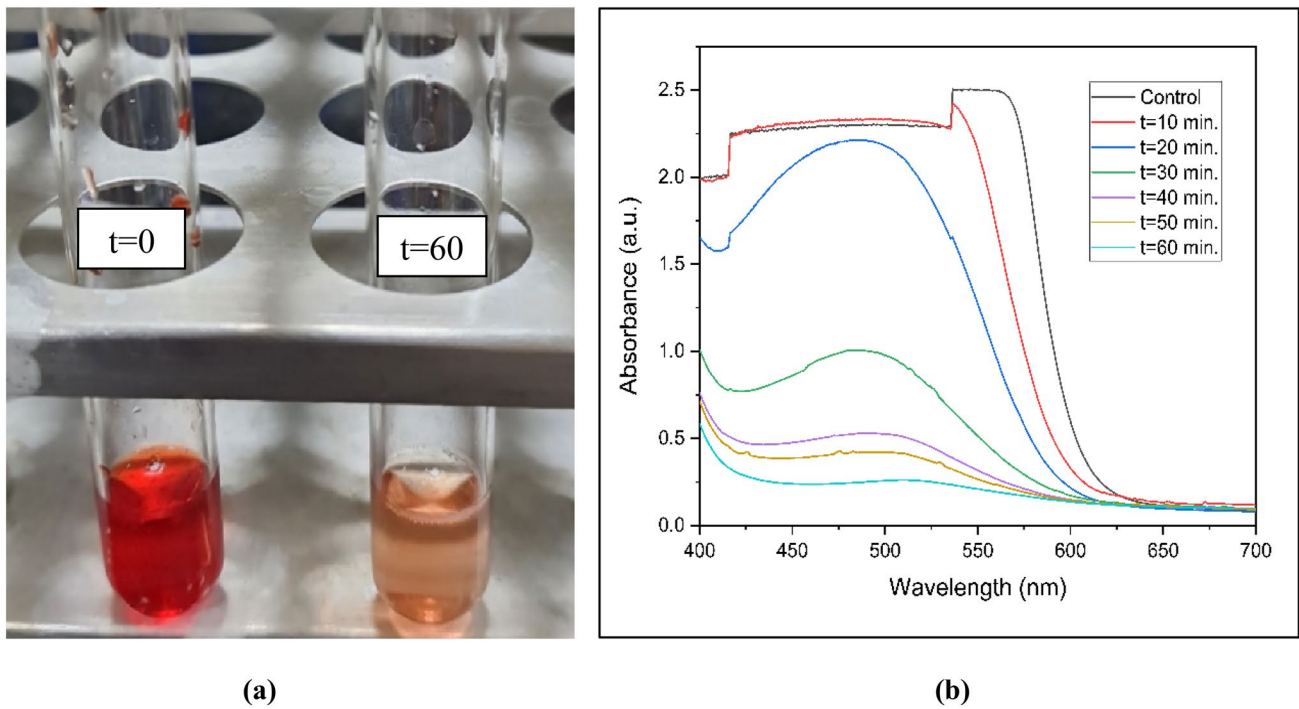 t=0
t=60
(a)
2.5
2.0
1.5
1.0
0.5
0.0
400
450
500
550
600
650
700
Absorbance (a.u.)
Wavelength (nm)
Control
t=10 min.
t=20 min.
t=30 min.
t=40 min.
t=50 min.
t=60 min.
(b)